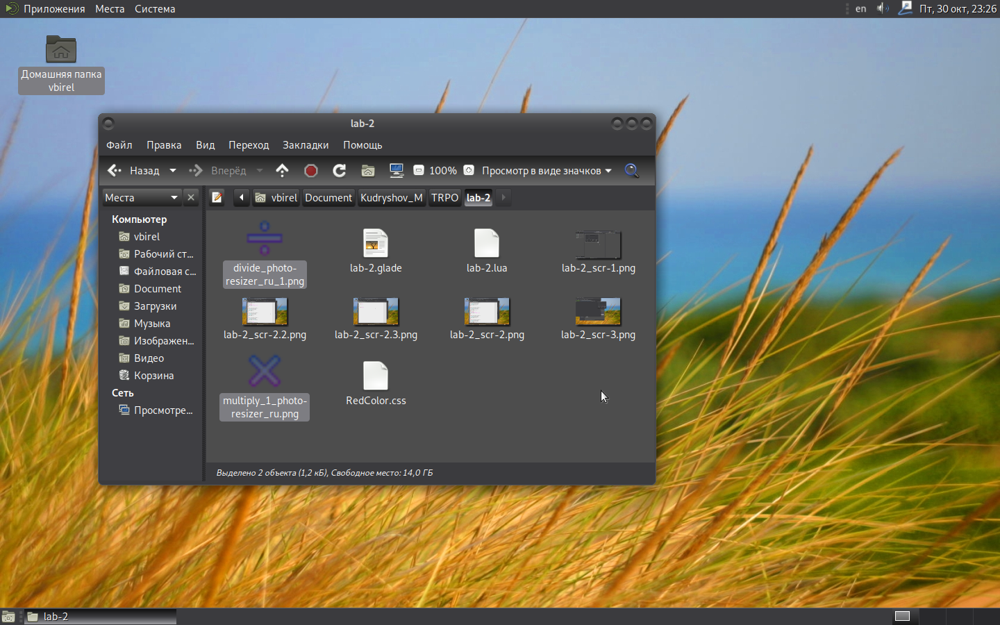 Приложения Места Система
en Пт, 30 окт, 23:26
Домашняя папка
vbirel
lab-2
Файл Правка Вид Переход Закладки Помощь
Назад Вперёд 100% Просмотр в виде значков
Места
vbirel Document Kudryshov_M TRPO lab-2
Компьютер
vbirel
Рабочий ст...
Файловая с...
Document
Загрузки
Музыка
Изображен...
Видео
Корзина
Сеть
Просмотре...
divide_photo-
resizer_ru_1.png
lab-2.glade
lab-2.lua
lab-2_scr-1.png
lab-2_scr-2.2.png
lab-2_scr-2.3.png
lab-2_scr-2.png
lab-2_scr-3.png
multiply_1_photo-
resizer_ru.png
RedColor.css
Выделено 2 объекта (1,2 кБ), Свободное место: 14,0 ГБ
lab-2